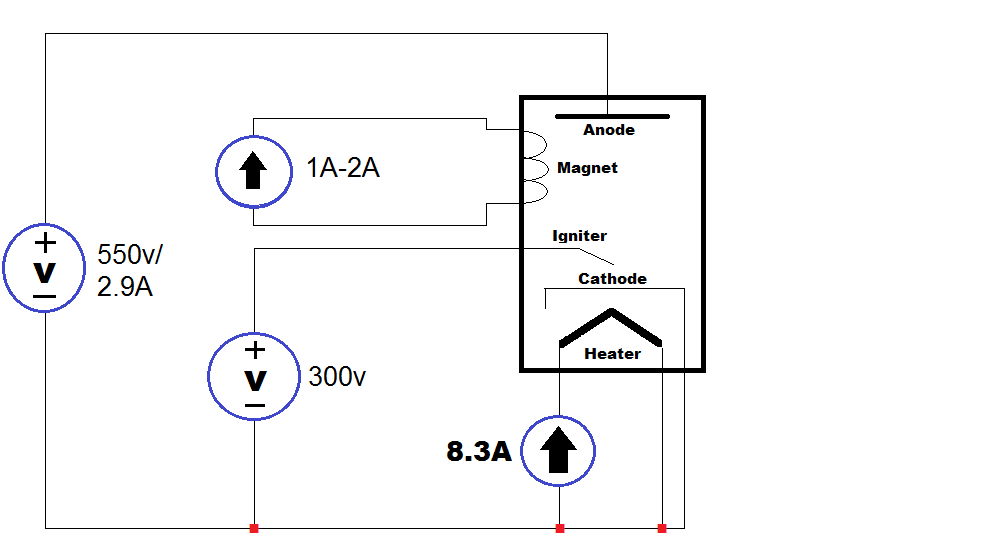 Anode
1A-2A
Magnet
Igniter
+
V
−
550v/
2.9A
Cathode
+
V
−
300v
Heater
8.3A